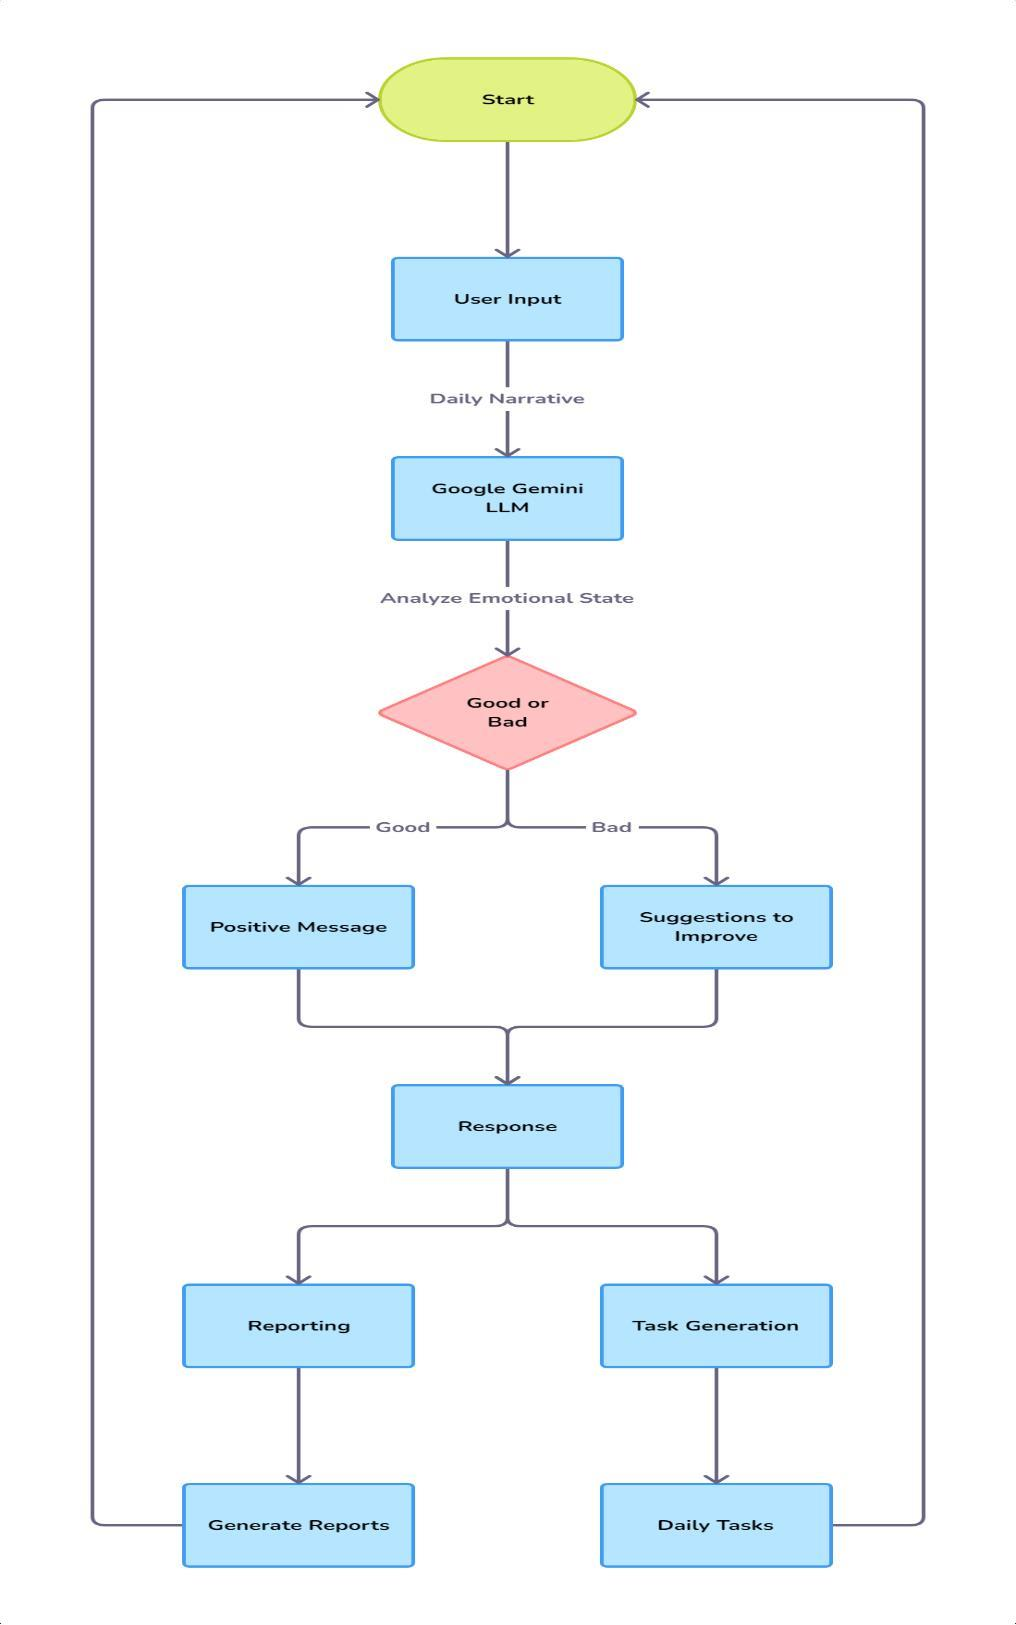 Start
User Input
Daily Narrative
Google Gemini
LLM
Analyze Emotional State
Good or
Bad
Good
Bad
Positive Message
Suggestions to
Improve
Response
Reporting
Task Generation
Generate Reports
Daily Tasks